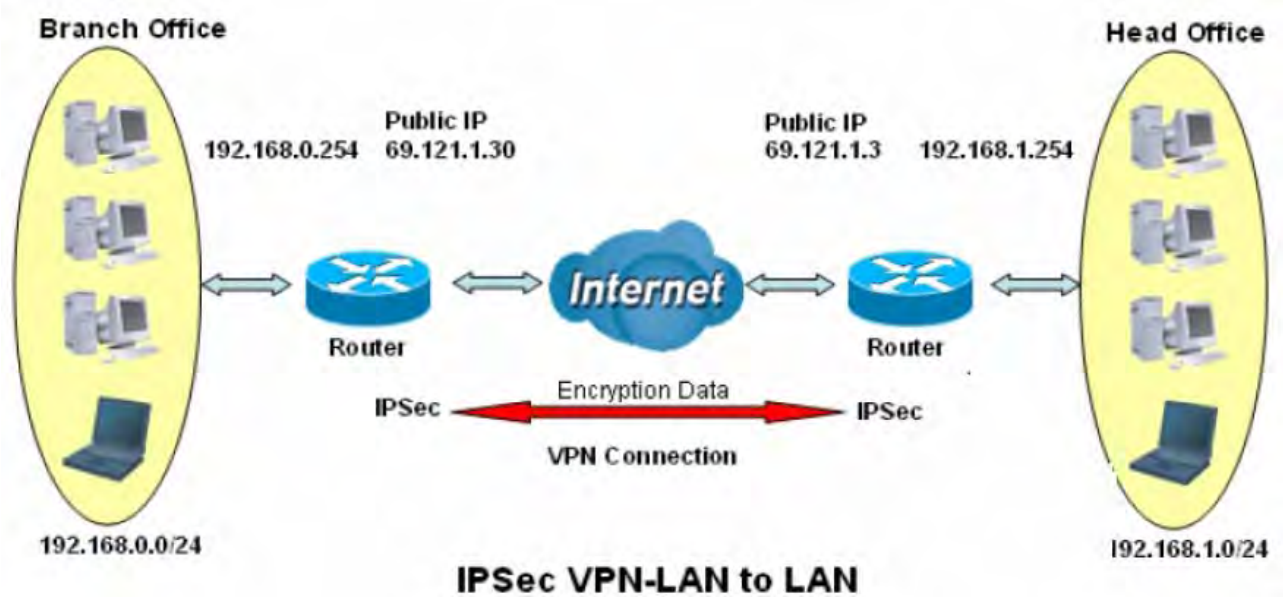 Branch Office
Head Office
Public IP
Public IP
192.168.0.254 69.121.1.30
69.121.1.3 192.168.1.254
Internet
Router
Router
Encryption Data
IPSec
IPSec
VPN Connection
192.168.0.0/24
192.168.1.0/24
IPSec VPN-LAN to LAN